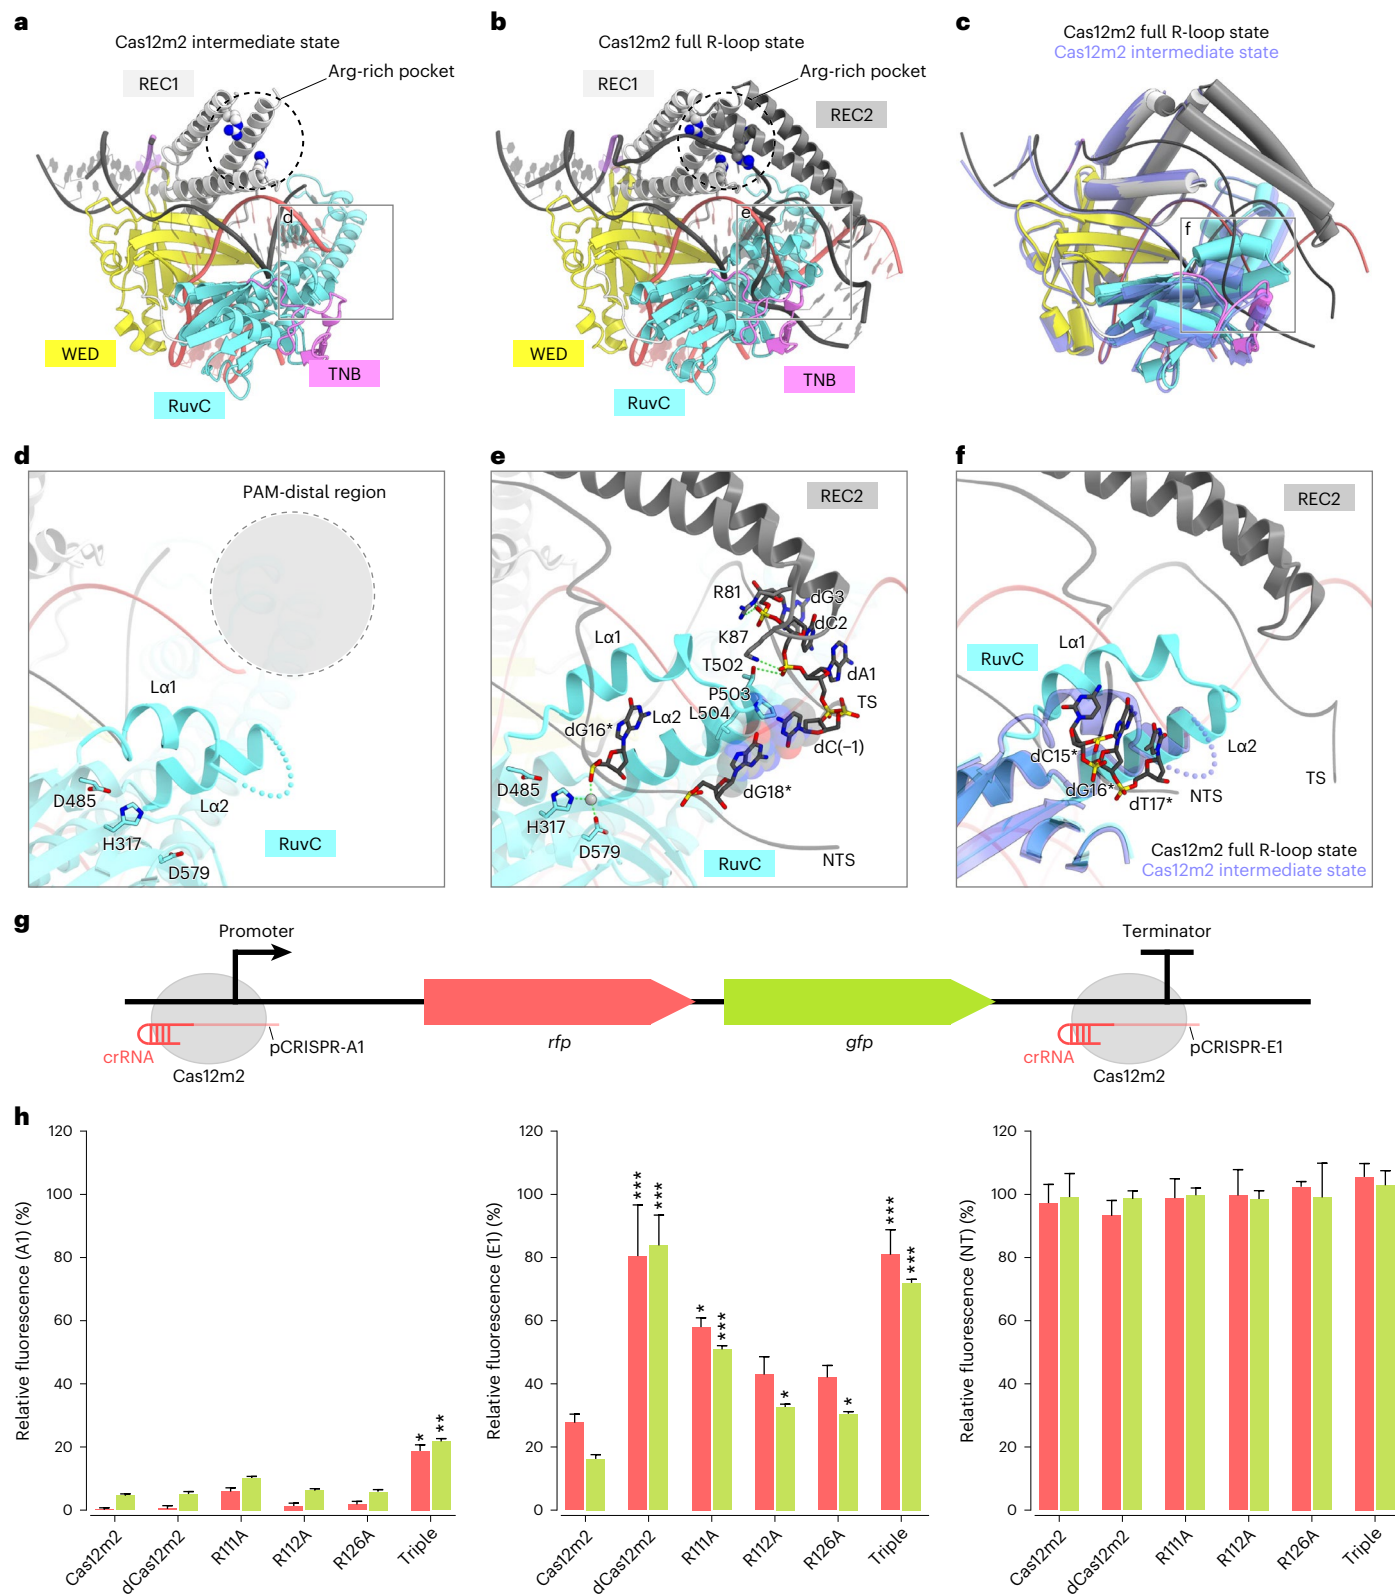 a
Cas12m2 intermediate state
REC1
Arg-rich pocket
d
WED
TNB
RuvC
b
Cas12m2 full R-loop state
REC1
Arg-rich pocket
REC2
e
WED
TNB
RuvC
c
Cas12m2 full R-loop state
Cas12m2 intermediate state
f
d
PAM-distal region
Lα1
D485
Lα2
H317
RuvC
D579
e
REC2
R81
dG3
dC2
K87
Lα1
T502
dA1
P503
TS
L504
Lα2
dG16*
dC(−1)
D485
dG18*
H317
D579
RuvC
NTS
f
REC2
Lα1
RuvC
Lα2
dC15*
dG16*
NTS
TS
dT17*
Cas12m2 full R-loop state
Cas12m2 intermediate state
g
Promoter
Terminator
crRNA
pCRISPR-A1
Cas12m2
rfp
gfp
crRNA
pCRISPR-E1
Cas12m2
h
Relative fluorescence (A1) (%)
120
100
80
60
40
20
0
*
**
Cas12m2
dCas12m2
R111A
R112A
R126A
Triple
Relative fluorescence (E1) (%)
120
100
80
60
40
20
0
***
***
*
***
*
*
***
***
Cas12m2
dCas12m2
R111A
R112A
R126A
Triple
Relative fluorescence (NT) (%)
120
100
80
60
40
20
0
Cas12m2
dCas12m2
R111A
R112A
R126A
Triple